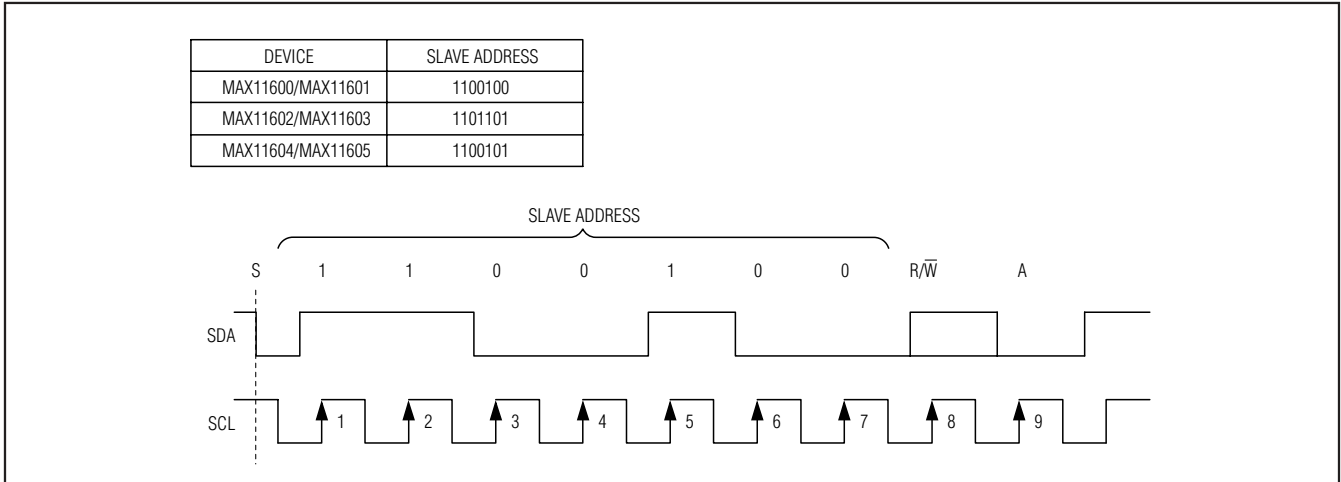 DEVICE SLAVE ADDRESS
MAX11600/MAX11601 1100100
MAX11602/MAX11603 1101101
MAX11604/MAX11605 1100101
SLAVE ADDRESS
S 1 1 0 0 1 0 0 R/W̅ A
SDA
SCL 1 2 3 4 5 6 7 8 9